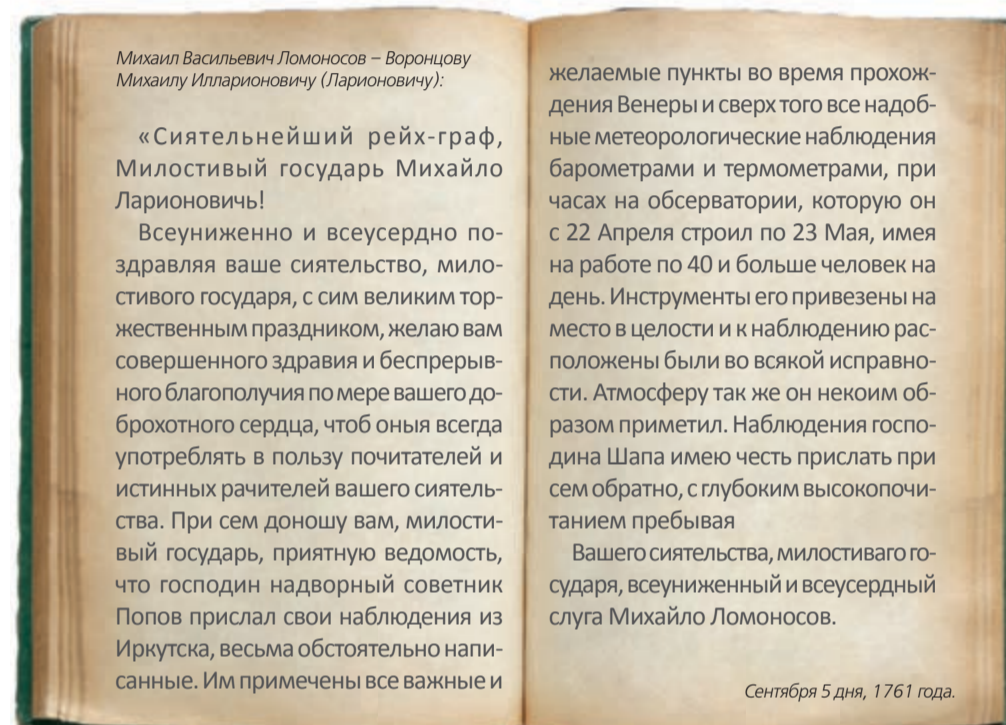 Михаил Васильевич Ломоносов – Воронцову
Михаилу Илларионовичу (Ларионовичу):
«Сиятельнейший рейх-граф,
Милостивый государь Михайло
Ларионовичь!
Всеуниженно и всеусердно по-
здравляя ваше сиятельство, мило-
стивого государя, с сим великим тор-
жественным праздником, желаю вам
совершенного здравия и беспрерыв-
ного благополучия по мере вашего до-
брохотного сердца, чтоб оныя всегда
употреблять в пользу почитателей и
истинных рачителей вашего сиятель-
ства. При сем доношу вам, милости-
вый государь, приятную ведомость,
что господин надворный советник
Попов прислал свои наблюдения из
Иркутска, весьма обстоятельно напи-
санные. Им примечены все важные и
желаемые пункты во время прохож-
дения Венеры и сверх того все надоб-
ные метеорологические наблюдения
барометрами и термометрами, при
часах на обсерватории, которую он
с 22 Апреля строил по 23 Мая, имея
на работе по 40 и больше человек на
день. Инструменты его привезены на
место в целости и к наблюдению рас-
положены были во всякой исправно-
сти. Атмосферу так же он некоим об-
разом приметил. Наблюдения госпо-
дина Шапа имею честь прислать при
сем обратно, с глубоким высокопочи-
танием пребывая
Вашего сиятельства, милостиваго го-
сударя, всеуниженный и всеусердный
слуга Михайло Ломоносов.
Сентября 5 дня, 1761 года.